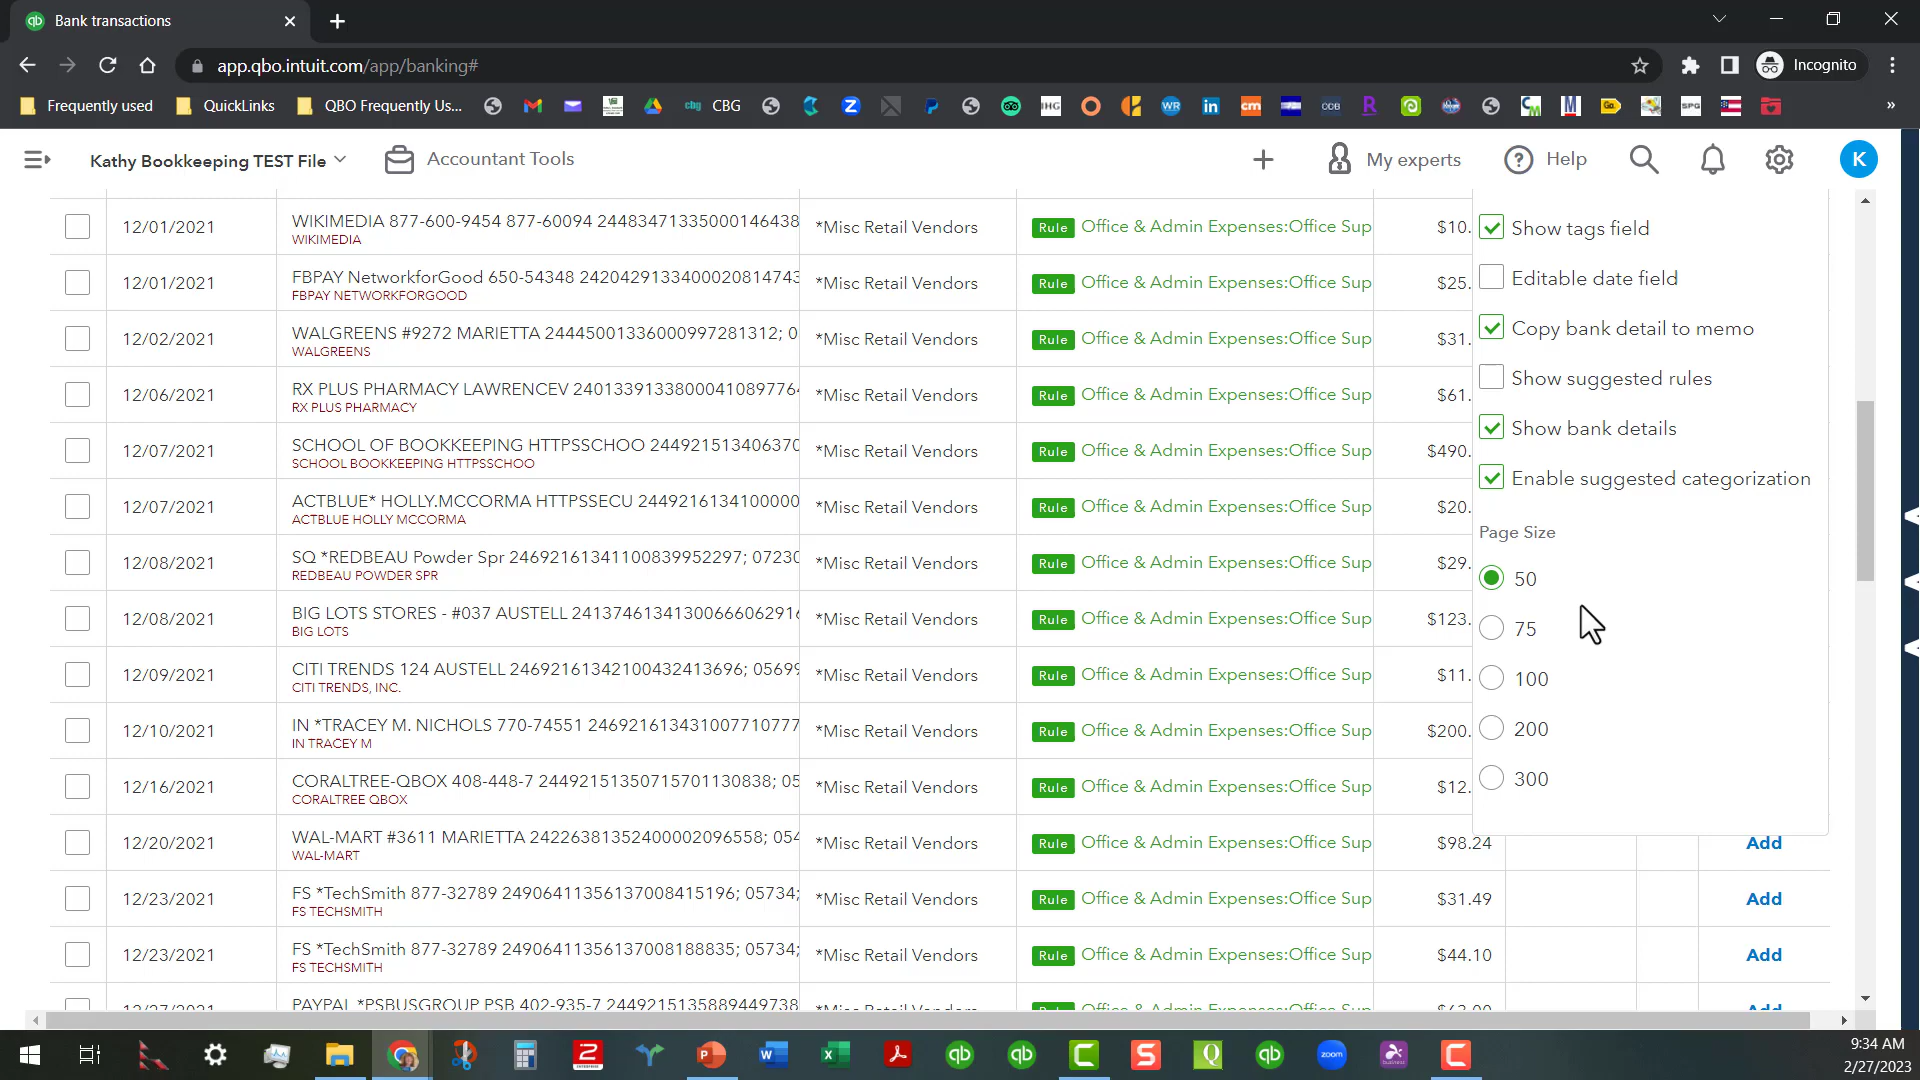 Bank transactions
app.qbo.intuit.com/app/banking#
Incognito
Frequently used
QuickLinks
QBO Frequently Us...
CBG
Kathy Bookkeeping TEST File
Accountant Tools
My experts
Help
K
12/01/2021 WIKIMEDIA 877-600-9454 877-60094 24483471335000146438 *Misc Retail Vendors Rule Office & Admin Expenses:Office Sup $10.
WIKIMEDIA
12/01/2021 FBPAY NetworkforGood 650-54348 2420429133400020814743 *Misc Retail Vendors Rule Office & Admin Expenses:Office Sup $25.
FBPAY NETWORKFORGOOD
12/02/2021 WALGREENS #9272 MARIETTA 24445001336000997281312; 0 *Misc Retail Vendors Rule Office & Admin Expenses:Office Sup $31.
WALGREENS
12/06/2021 RX PLUS PHARMACY LAWRENCEV 2401339133800041089776 *Misc Retail Vendors Rule Office & Admin Expenses:Office Sup $61.
RX PLUS PHARMACY
12/07/2021 SCHOOL OF BOOKKEEPING HTTPSSCHOO 244921513406370 *Misc Retail Vendors Rule Office & Admin Expenses:Office Sup $490.
SCHOOL BOOKKEEPING HTTPSSCHOO
12/07/2021 ACTBLUE* HOLLY.MCCORMA HTTPSSECU 2449216134100000 *Misc Retail Vendors Rule Office & Admin Expenses:Office Sup $20.
ACTBLUE HOLLY MCCORMA
12/08/2021 SQ *REDBEAU Powder Spr 24692161341100839952297; 07230 *Misc Retail Vendors Rule Office & Admin Expenses:Office Sup $29.
REDBEAU POWDER SPR
12/08/2021 BIG LOTS STORES - #037 AUSTELL 2413746134130066606291 *Misc Retail Vendors Rule Office & Admin Expenses:Office Sup $123.
BIG LOTS
12/09/2021 CITI TRENDS 124 AUSTELL 24692161342100432413696; 05699 *Misc Retail Vendors Rule Office & Admin Expenses:Office Sup $11.
CITI TRENDS, INC.
12/10/2021 IN *TRACEY M. NICHOLS 770-74551 24692161343100771077 *Misc Retail Vendors Rule Office & Admin Expenses:Office Sup $200.
IN TRACEY M
12/16/2021 CORALTREE-QBOX 408-448-7 24492151350715701130838; 05 *Misc Retail Vendors Rule Office & Admin Expenses:Office Sup $12.
CORALTREE QBOX
12/20/2021 WAL-MART #3611 MARIETTA 24226381352400002096558; 054 *Misc Retail Vendors Rule Office & Admin Expenses:Office Sup $98.24 Add
WAL-MART
12/23/2021 FS *TechSmith 877-32789 24906411356137008415196; 05734; *Misc Retail Vendors Rule Office & Admin Expenses:Office Sup $31.49 Add
FS TECHSMITH
12/23/2021 FS *TechSmith 877-32789 24906411356137008188835; 05734; *Misc Retail Vendors Rule Office & Admin Expenses:Office Sup $44.10 Add
FS TECHSMITH
12/27/2021 PAYPAL *PSBUSGROUP PSB 402-935-7 2449215135889449738
Show tags field
Editable date field
Copy bank detail to memo
Show suggested rules
Show bank details
Enable suggested categorization
Page Size
50
75
100
200
300
9:34 AM
2/27/2023